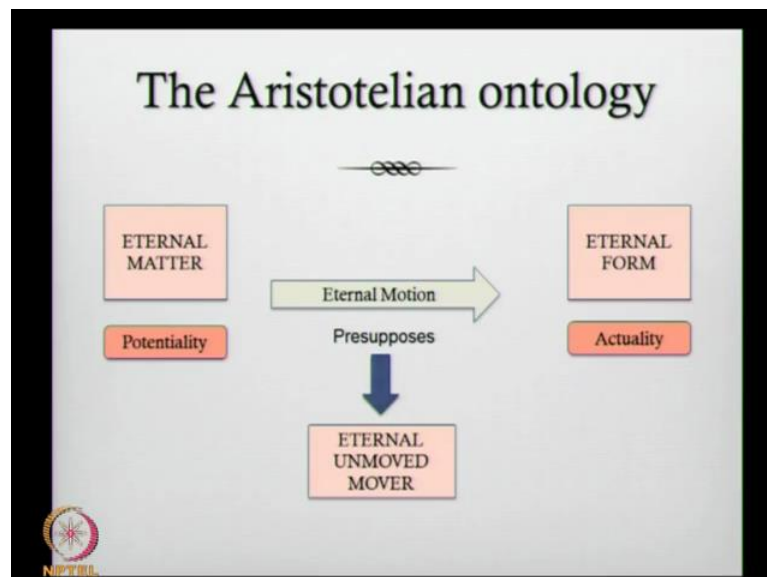 The Aristotelian ontology
ETERNAL
MATTER
ETERNAL
FORM
Eternal Motion
Potentiality
Presupposes
Actuality
ETERNAL
UNMOVED
MOVER
NPTEL